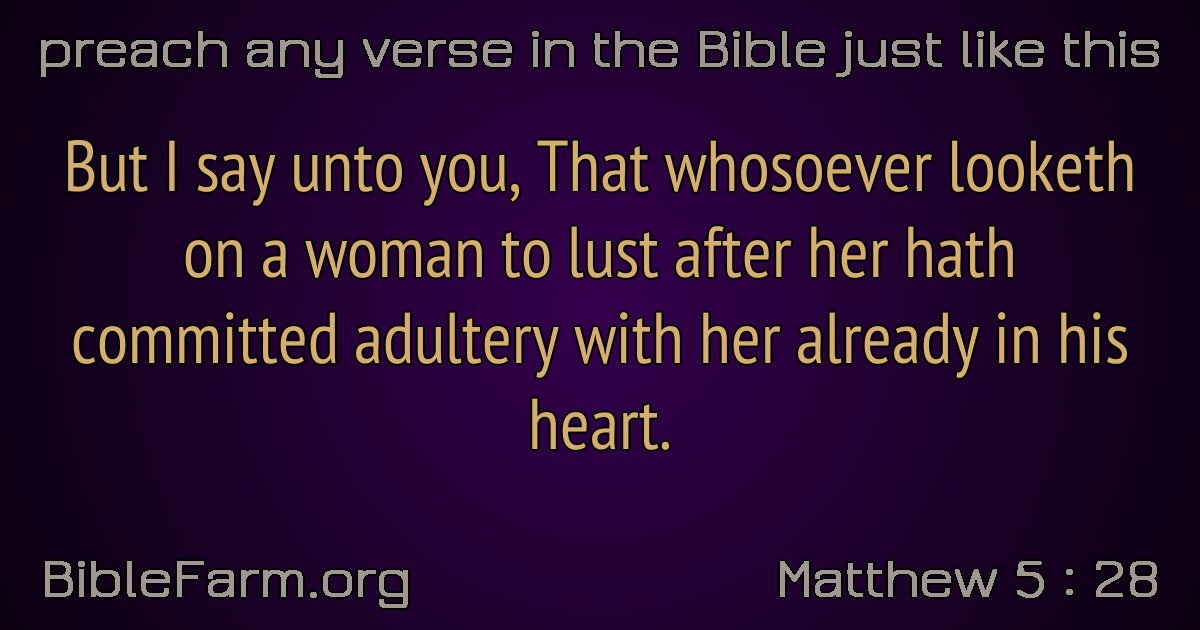 preach any verse in the Bible just like this
But I say unto you, That whosoever looketh
on a woman to lust after her hath
committed adultery with her already in his
heart.
BibleFarm.org
Matthew 5 : 28